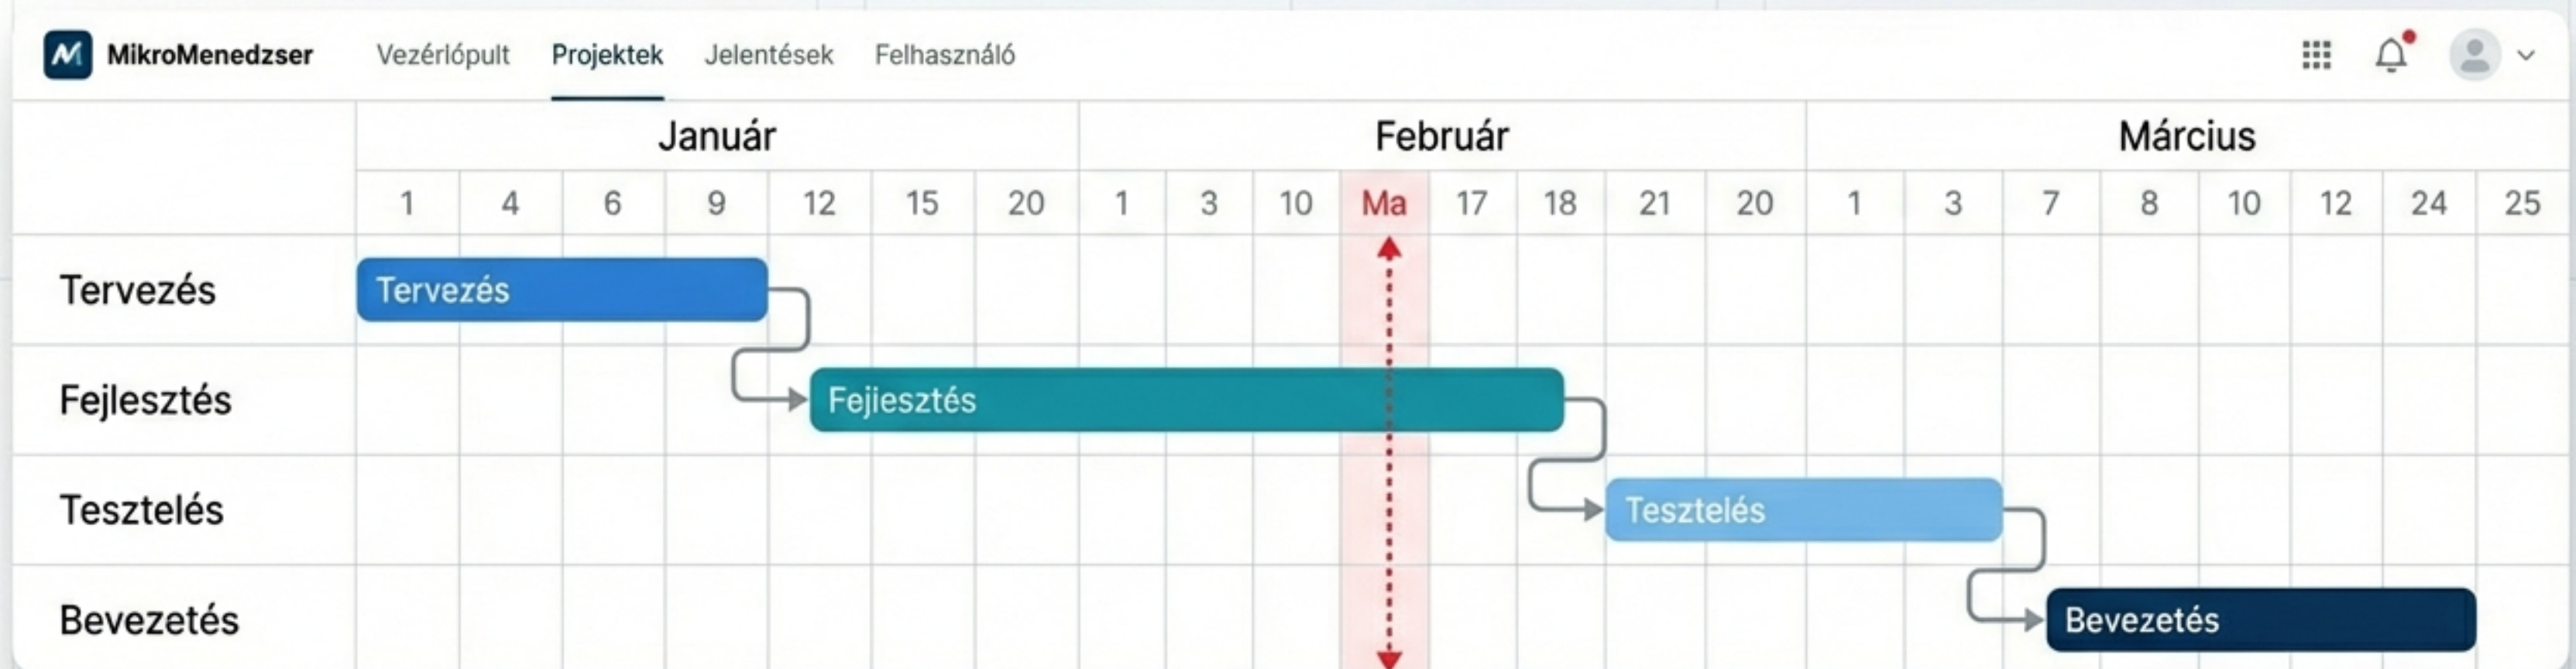 MikroMenedzser Vezérlőpult Projektek Jelentések Felhasználó
Január Február Március
1 4 6 9 12 15 20 1 3 10 Ma 17 18 21 20 1 3 7 8 10 12 24 25
Tervezés Tervezés
Fejlesztés Fejiesztés
Tesztelés Tesztelés
Bevezetés Bevezetés